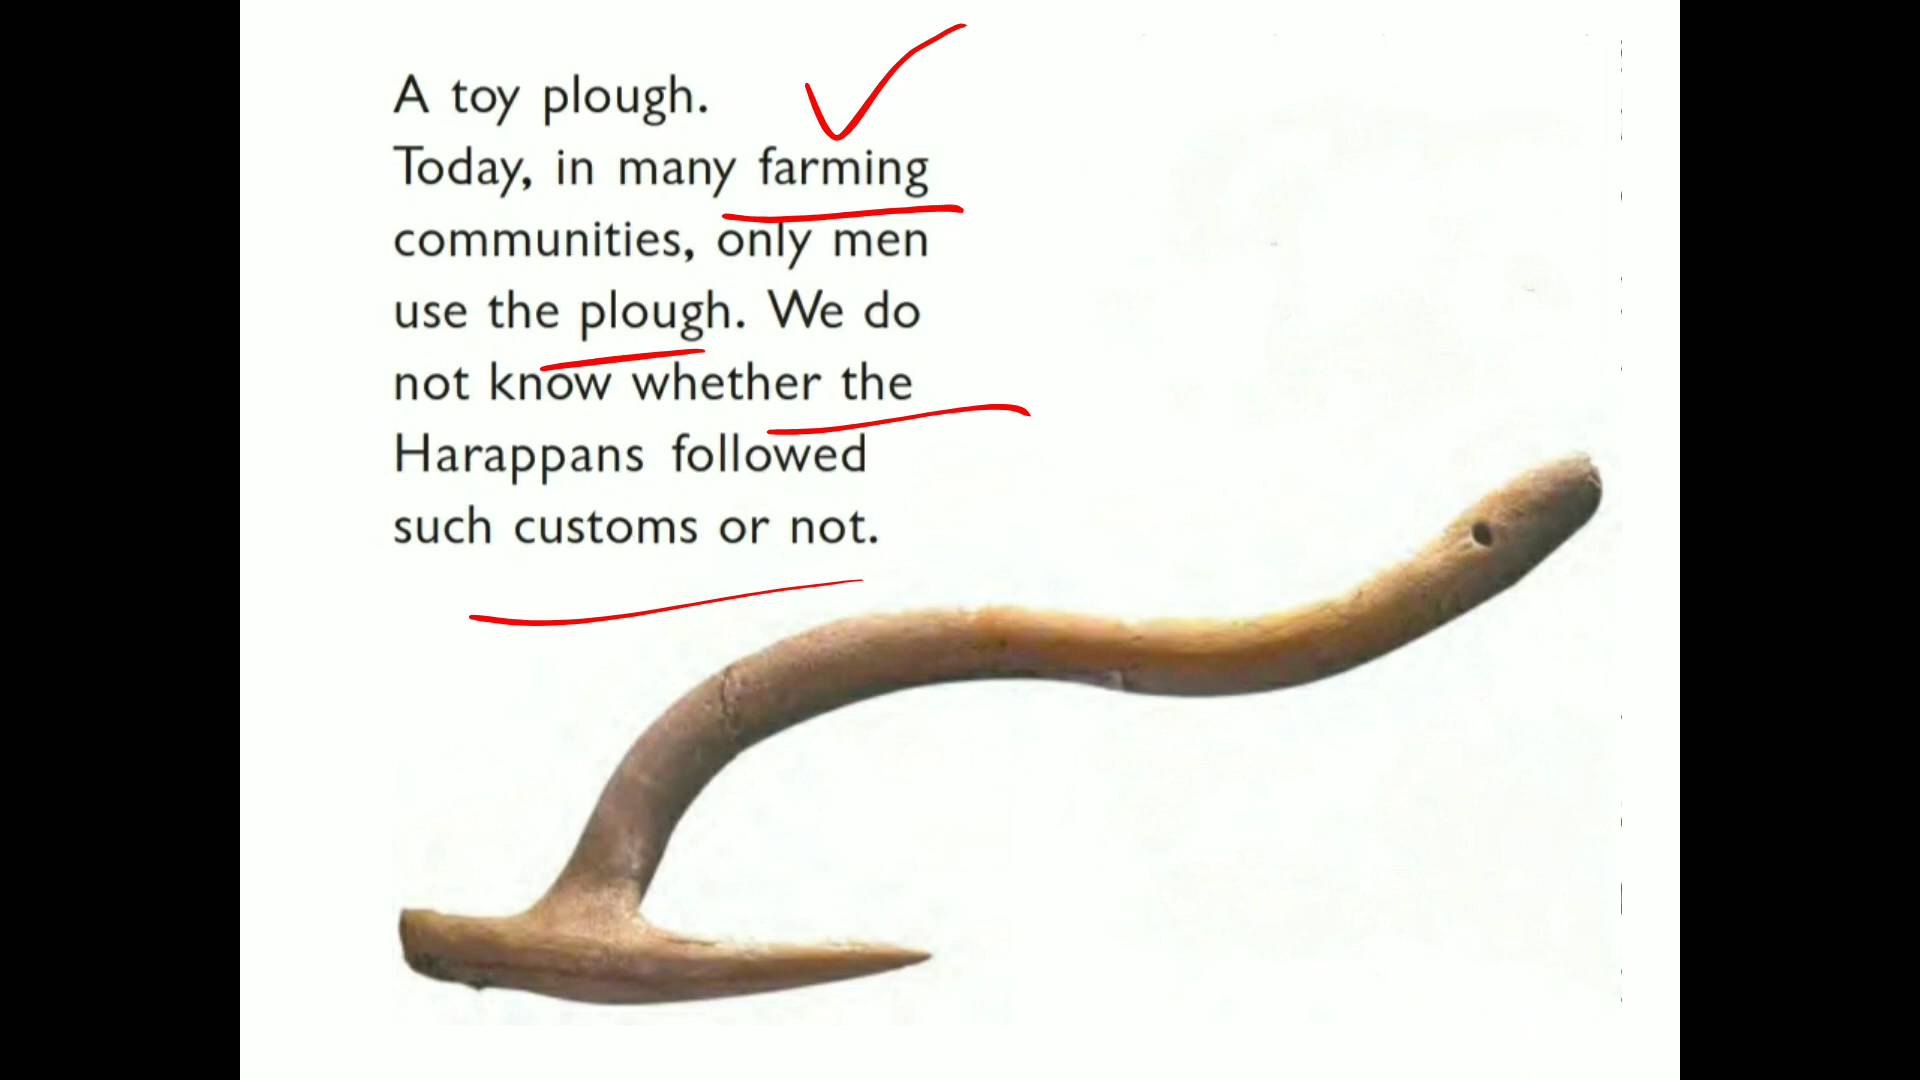 A toy plough.
Today, in many farming
communities, only men
use the plough. We do
not know whether the
Harappans followed
such customs or not.